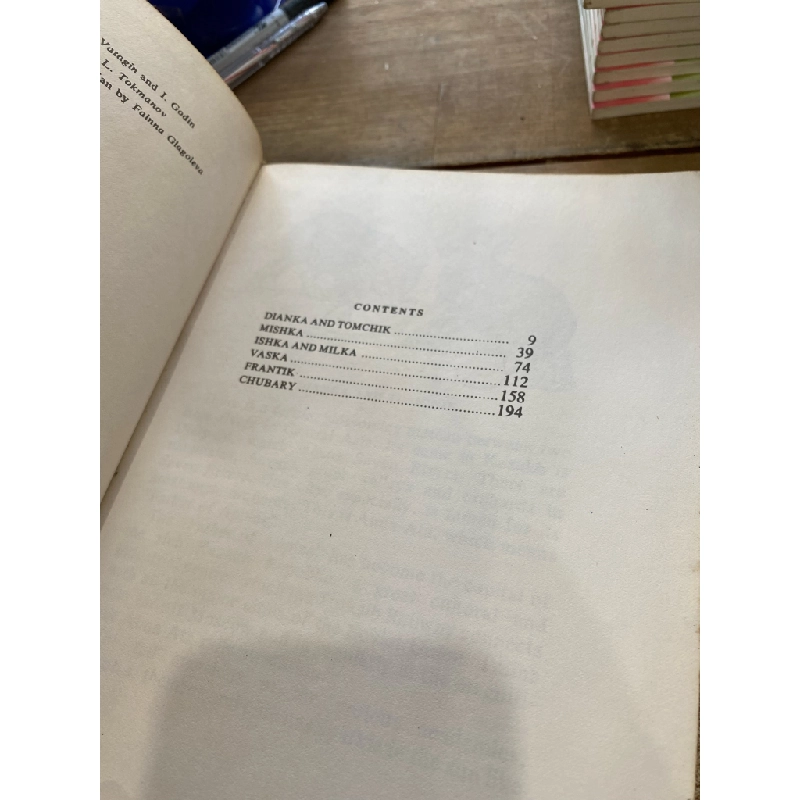 Vatagin and I. Godin
L. Tokmanov
by Fainna Glagoleva
CONTENTS
DIANKA AND TOMCHIK .................... 9
MISHKA .................... 39
ISHKA AND MILKA .................... 74
VASKA .................... 112
FRANTIK .................... 158
CHUBARY .................... 194